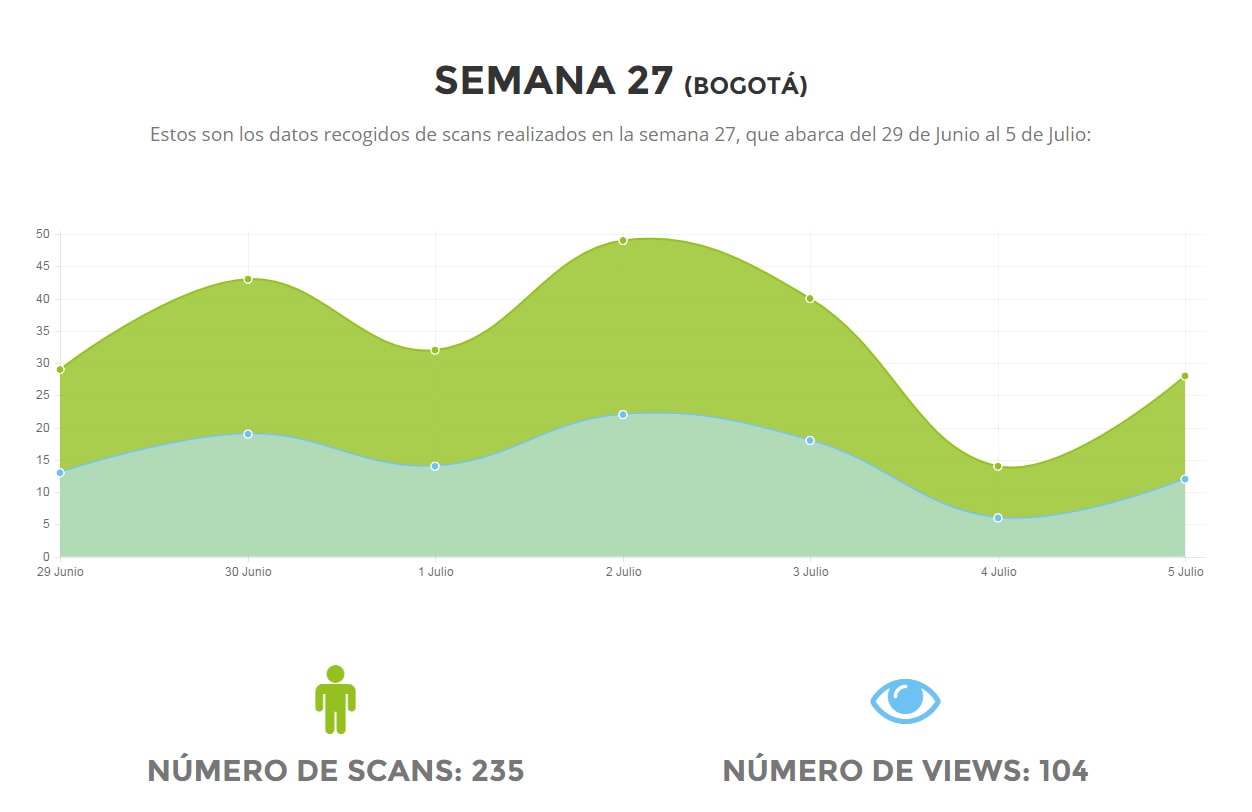 SEMANA 27 (BOGOTÁ)
Estos son los datos recogidos de scans realizados en la semana 27, que abarca del 29 de Junio al 5 de Julio:
50
45
40
35
30
25
20
15
10
5
0
29 Junio 30 Junio 1 Julio 2 Julio 3 Julio 4 Julio 5 Julio
NÚMERO DE SCANS: 235 NÚMERO DE VIEWS: 104